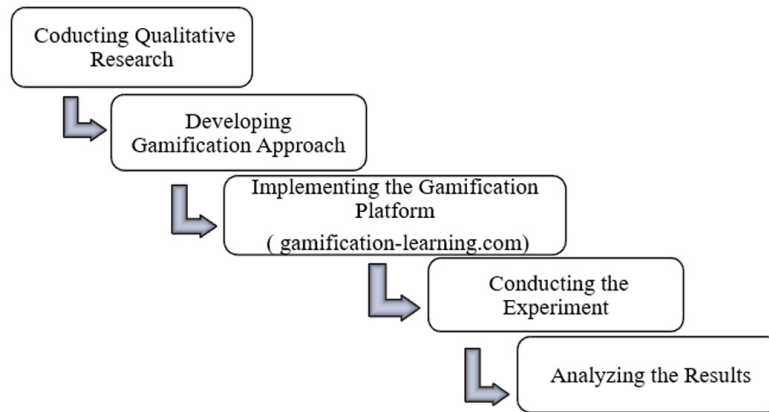 Coducting Qualitative
Research
Developing
Gamification Approach
Implementing the Gamification
Platform
( gamification-learning.com)
Conducting the
Experiment
Analyzing the Results